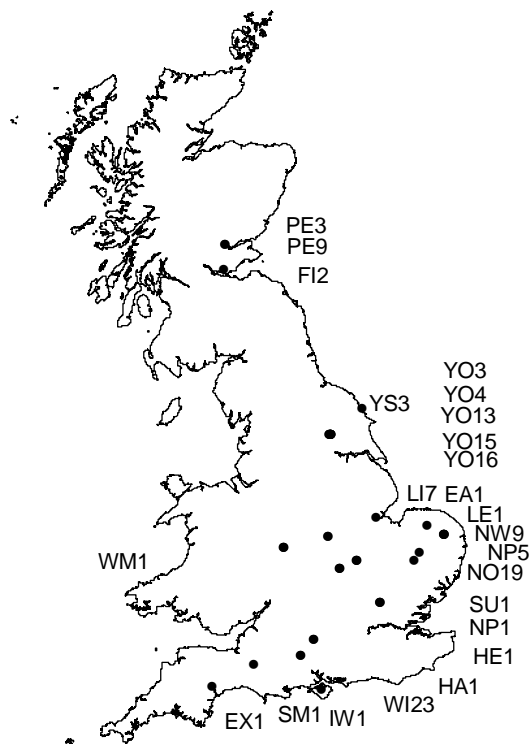 PE3
PE9
FI2
YO3
YO4
YS3
YO13
YO15
YO16
LI7 EA1
LE1
NW9
WM1
NP5
NO19
SU1
NP1
HE1
HA1
WI23
IW1
SM1
EX1